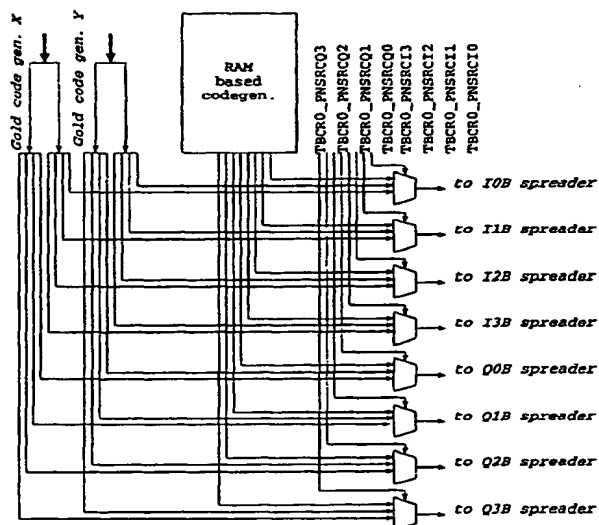 Gold code gen. X
Gold code gen. Y
RAM
based
codegen.
TBCR0_PNSRCQ3
TBCR0_PNSRCQ2
TBCR0_PNSRCQ1
TBCR0_PNSRCQ0
TBCR0_PNSRCI3
TBCR0_PNSRCI2
TBCR0_PNSRCI1
TBCR0_PNSRCI0
to I0B spreader
to I1B spreader
to I2B spreader
to I3B spreader
to Q0B spreader
to Q1B spreader
to Q2B spreader
to Q3B spreader